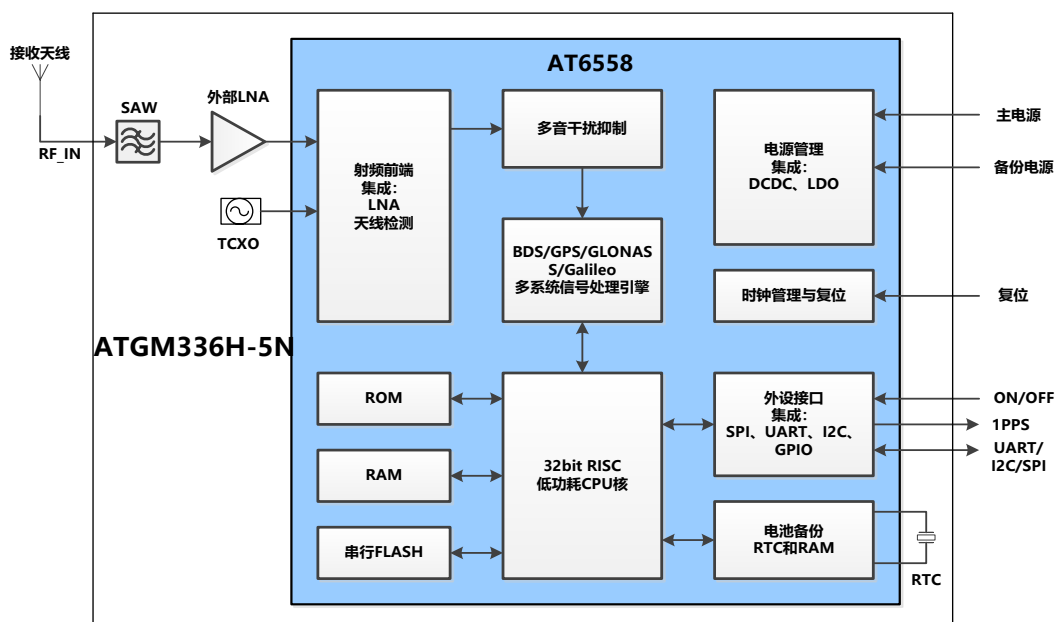 接收天线
RF_IN
SAW
外部LNA
TCXO
ATGM336H-5N
AT6558
射频前端
集成：
LNA
天线检测
多音干扰抑制
BDS/GPS/GLONAS
S/Galileo
多系统信号处理引擎
电源管理
集成：
DCDC、LDO
时钟管理与复位
ROM
RAM
串行FLASH
32bit RISC
低功耗CPU核
外设接口
集成：
SPI、UART、I2C、
GPIO
电池备份
RTC和RAM
主电源
备份电源
复位
ON/OFF
1PPS
UART/
I2C/SPI
RTC